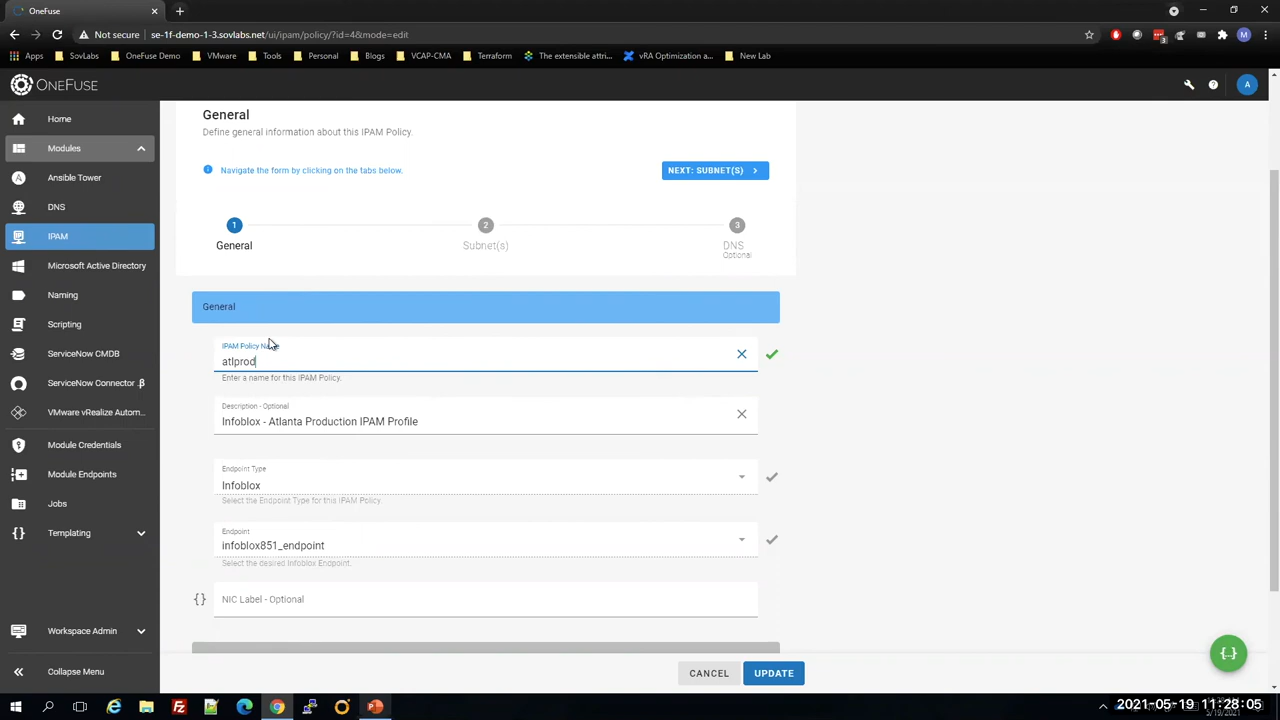 OneFuse
Not secure
se-1f-demo-1-3.sovlabs.net/ui/ipam/policy/?id=4&mode=edit
M
Apps
SovLabs
OneFuse Demo
VMware
Tools
Personal
Blogs
VCAP-CMA
Terraform
The extensible attri...
vRA Optimization a...
New Lab
ONEFUSE
A
Home
Modules
Ansible Tower
DNS
IPAM
Microsoft Active Directory
Naming
Scripting
ServiceNow CMDB
ServiceNow Connector .β
VMware vRealize Autom...
Module Credentials
Module Endpoints
Jobs
Templating
Workspace Admin
Collapse Menu
General
Define general information about this IPAM Policy.
Navigate the form by clicking on the tabs below.
NEXT: SUBNET(S)
1
General
2
Subnet(s)
3
DNS
Optional
General
IPAM Policy Name
atlprod
Enter a name for this IPAM Policy.
Description - Optional
Infoblox - Atlanta Production IPAM Profile
Endpoint Type
Infoblox
Select the Endpoint Type for this IPAM Policy.
Endpoint
infoblox851_endpoint
Select the desired Infoblox Endpoint.
{ }
NIC Label - Optional
CANCEL
UPDATE
2021-05-19 11:28:05